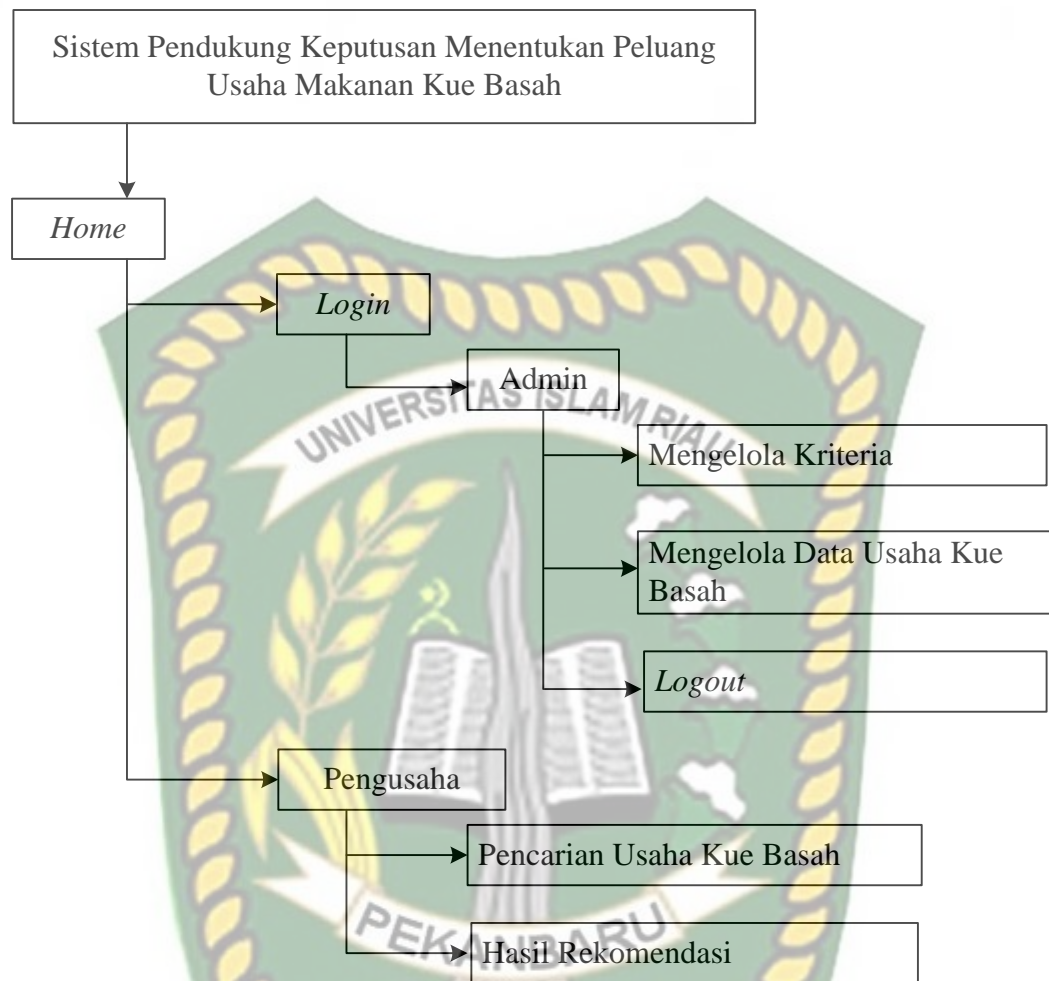 Sistem Pendukung Keputusan Menentukan Peluang
Usaha Makanan Kue Basah
Home
Login
Admin
UNIVERSITAS ISLAM RIAU
Mengelola Kriteria
Mengelola Data Usaha Kue
Basah
Logout
Pengusaha
Pencarian Usaha Kue Basah
PEKANBARU
Hasil Rekomendasi